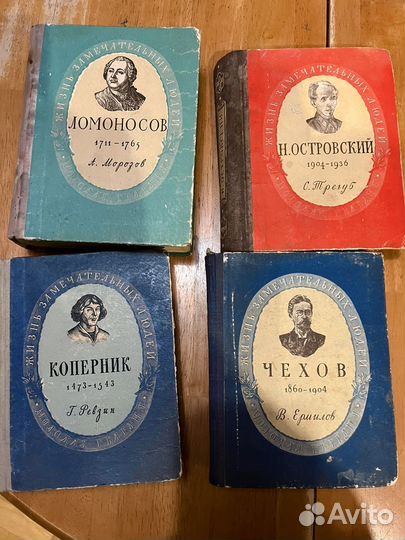 ЖИЗНЬ ЗАМЕЧАТЕЛЬНЫХ ЛЮДЕЙ
ЛОМОНОСОВ
1711-1765
А. Морозов
ЖИЗНЬ ЗАМЕЧАТЕЛЬНЫХ ЛЮДЕЙ
Н.ОСТРОВСКИЙ
1904-1936
С. Трегуб
ЖИЗНЬ ЗАМЕЧАТЕЛЬНЫХ ЛЮДЕЙ
КОПЕРНИК
1473-1543
Г. Ревзин
ЖИЗНЬ ЗАМЕЧАТЕЛЬНЫХ ЛЮДЕЙ
ЧЕХОВ
1860-1904
В. Ермилов
Avito